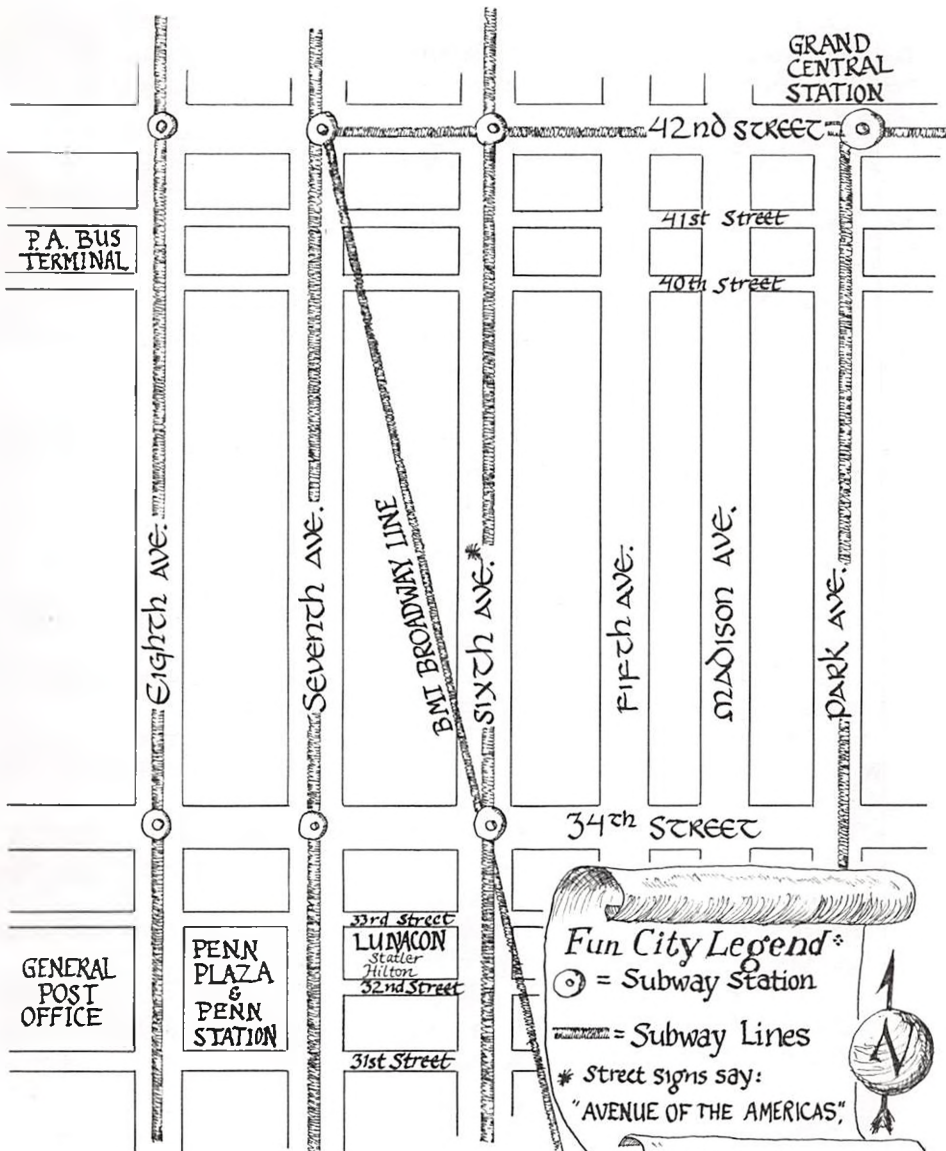 GRAND
CENTRAL
STATION
42nd STREET
41st Street
P.A. BUS
TERMINAL
40th Street
EIGHTH AVE.
SEVENTH AVE.
BMT BROADWAY LINE
SIXTH AVE.*
FIFTH AVE.
MADISON AVE.
PARK AVE.
34th STREET
33rd Street
LUNACON
Statler
Hilton
32nd Street
31st Street
GENERAL
POST
OFFICE
PENN
PLAZA
&
PENN
STATION
Fun City Legend:
= Subway Station
= Subway Lines
* Street signs say:
"AVENUE OF THE AMERICAS".
N